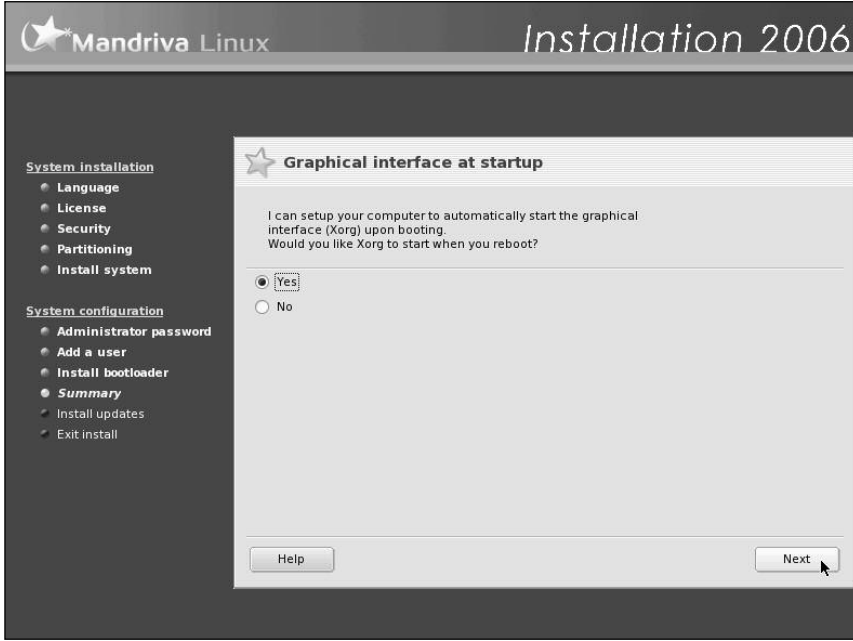 Mandriva Linux
Installation 2006
System installation
Language
License
Security
Partitioning
Install system
System configuration
Administrator password
Add a user
Install bootloader
Summary
Install updates
Exit install
Graphical interface at startup
I can setup your computer to automatically start the graphical
interface (Xorg) upon booting.
Would you like Xorg to start when you reboot?
Yes
No
Help
Next